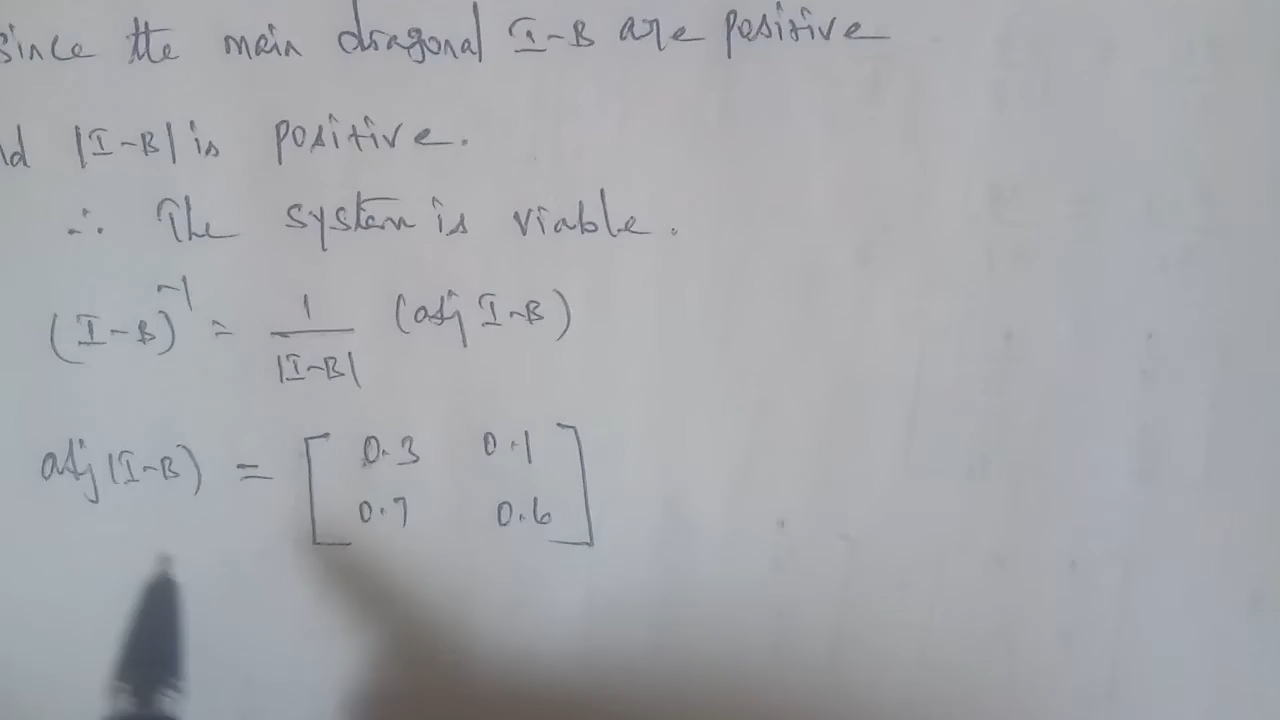 since the main diagonal I-B are positive
|I-B| is positive.
∴ The system is viable.
(I-B)⁻¹ = 1/|I-B| (adj I-B)
adj(I-B) = [0.3 0.1
0.7 0.6]